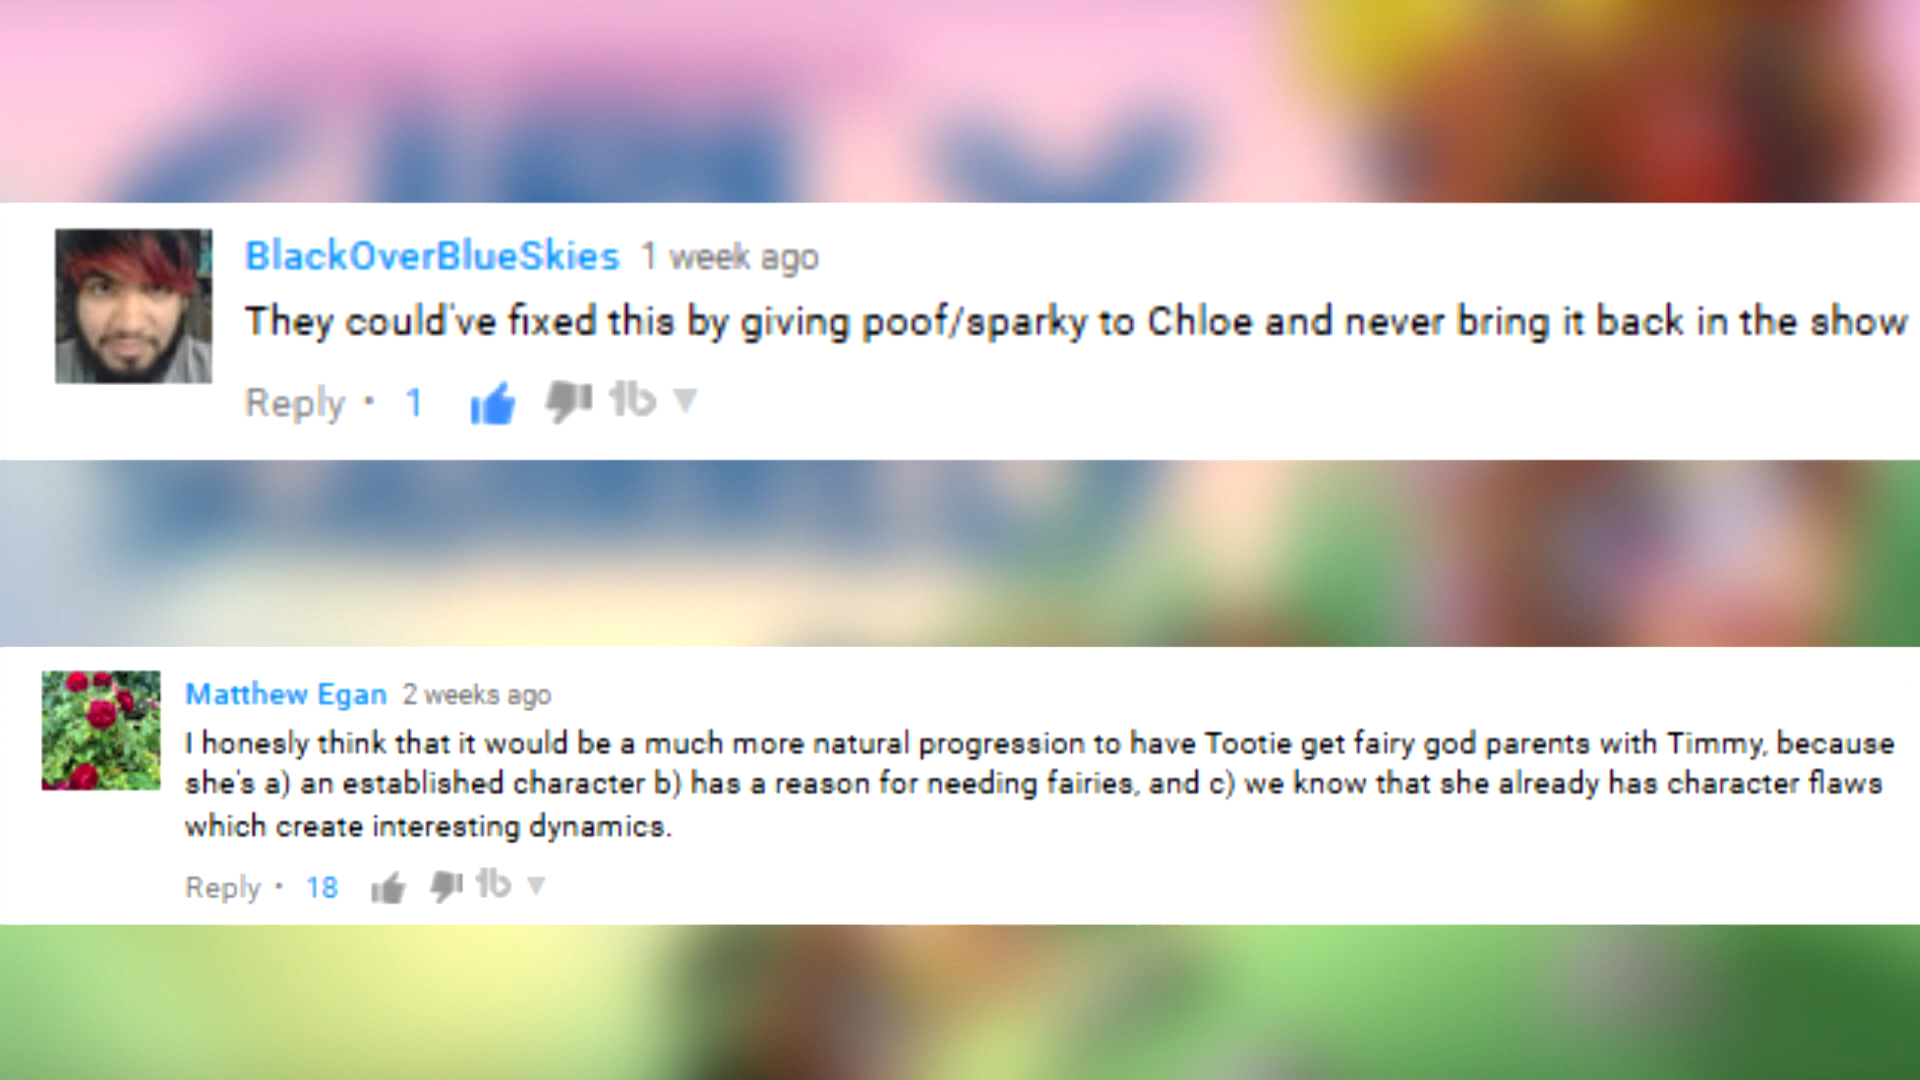 BlackOverBlueSkies 1 week ago
They could've fixed this by giving poof/sparky to Chloe and never bring it back in the show
Reply • 1
Matthew Egan 2 weeks ago
I honesly think that it would be a much more natural progression to have Tootie get fairy god parents with Timmy, because
she's a) an established character b) has a reason for needing fairies, and c) we know that she already has character flaws
which create interesting dynamics.
Reply • 18